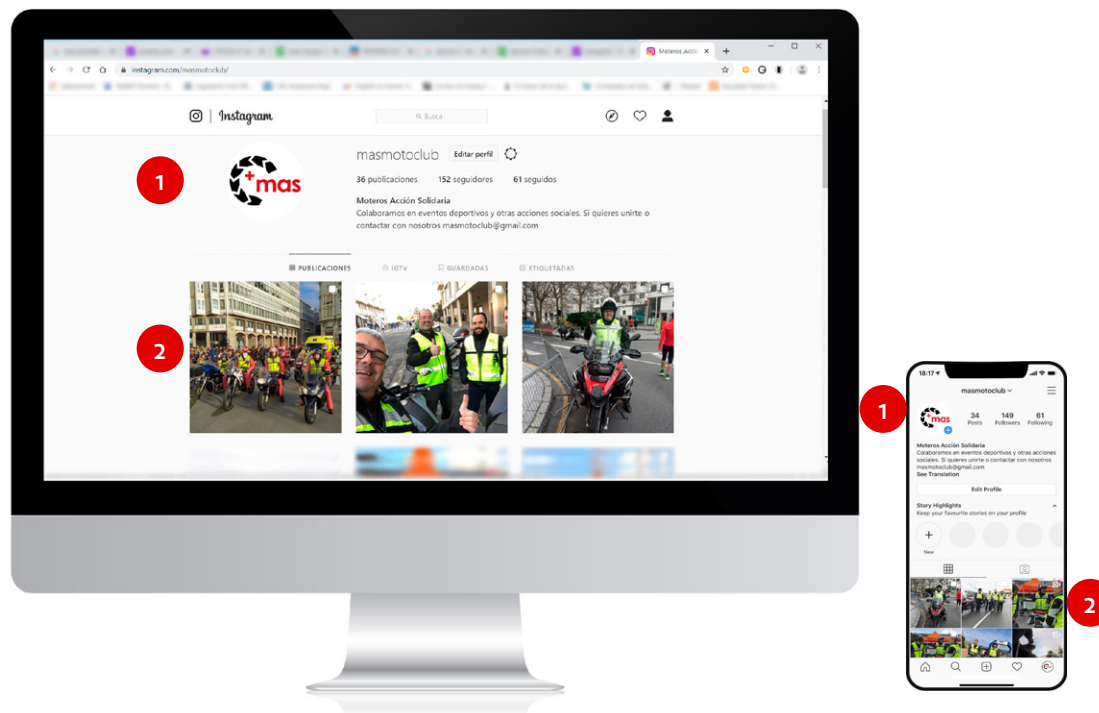 Moteros Acció
instagram.com/masmotoclub/
Instagram
Busca
1
+mas
masmotoclub Editar perfil
36 publicaciones 152 seguidores 61 seguidos
Moteros Acción Solidaria
Colaboramos en eventos deportivos y otras acciones sociales. Si quieres unirte o
contactar con nosotros masmotoclub@gmail.com
PUBLICACIONES IGTV GUARDADAS ETIQUETADAS
2
18:17
masmotoclub
1
+mas
34 149 61
Posts Followers Following
Moteros Acción Solidaria
Colaboramos en eventos deportivos y otras acciones
sociales. Si quieres unirte o contactar con nosotros
masmotoclub@gmail.com
See Translation
Edit Profile
Story Highlights
Keep your favourite stories on your profile
New
2